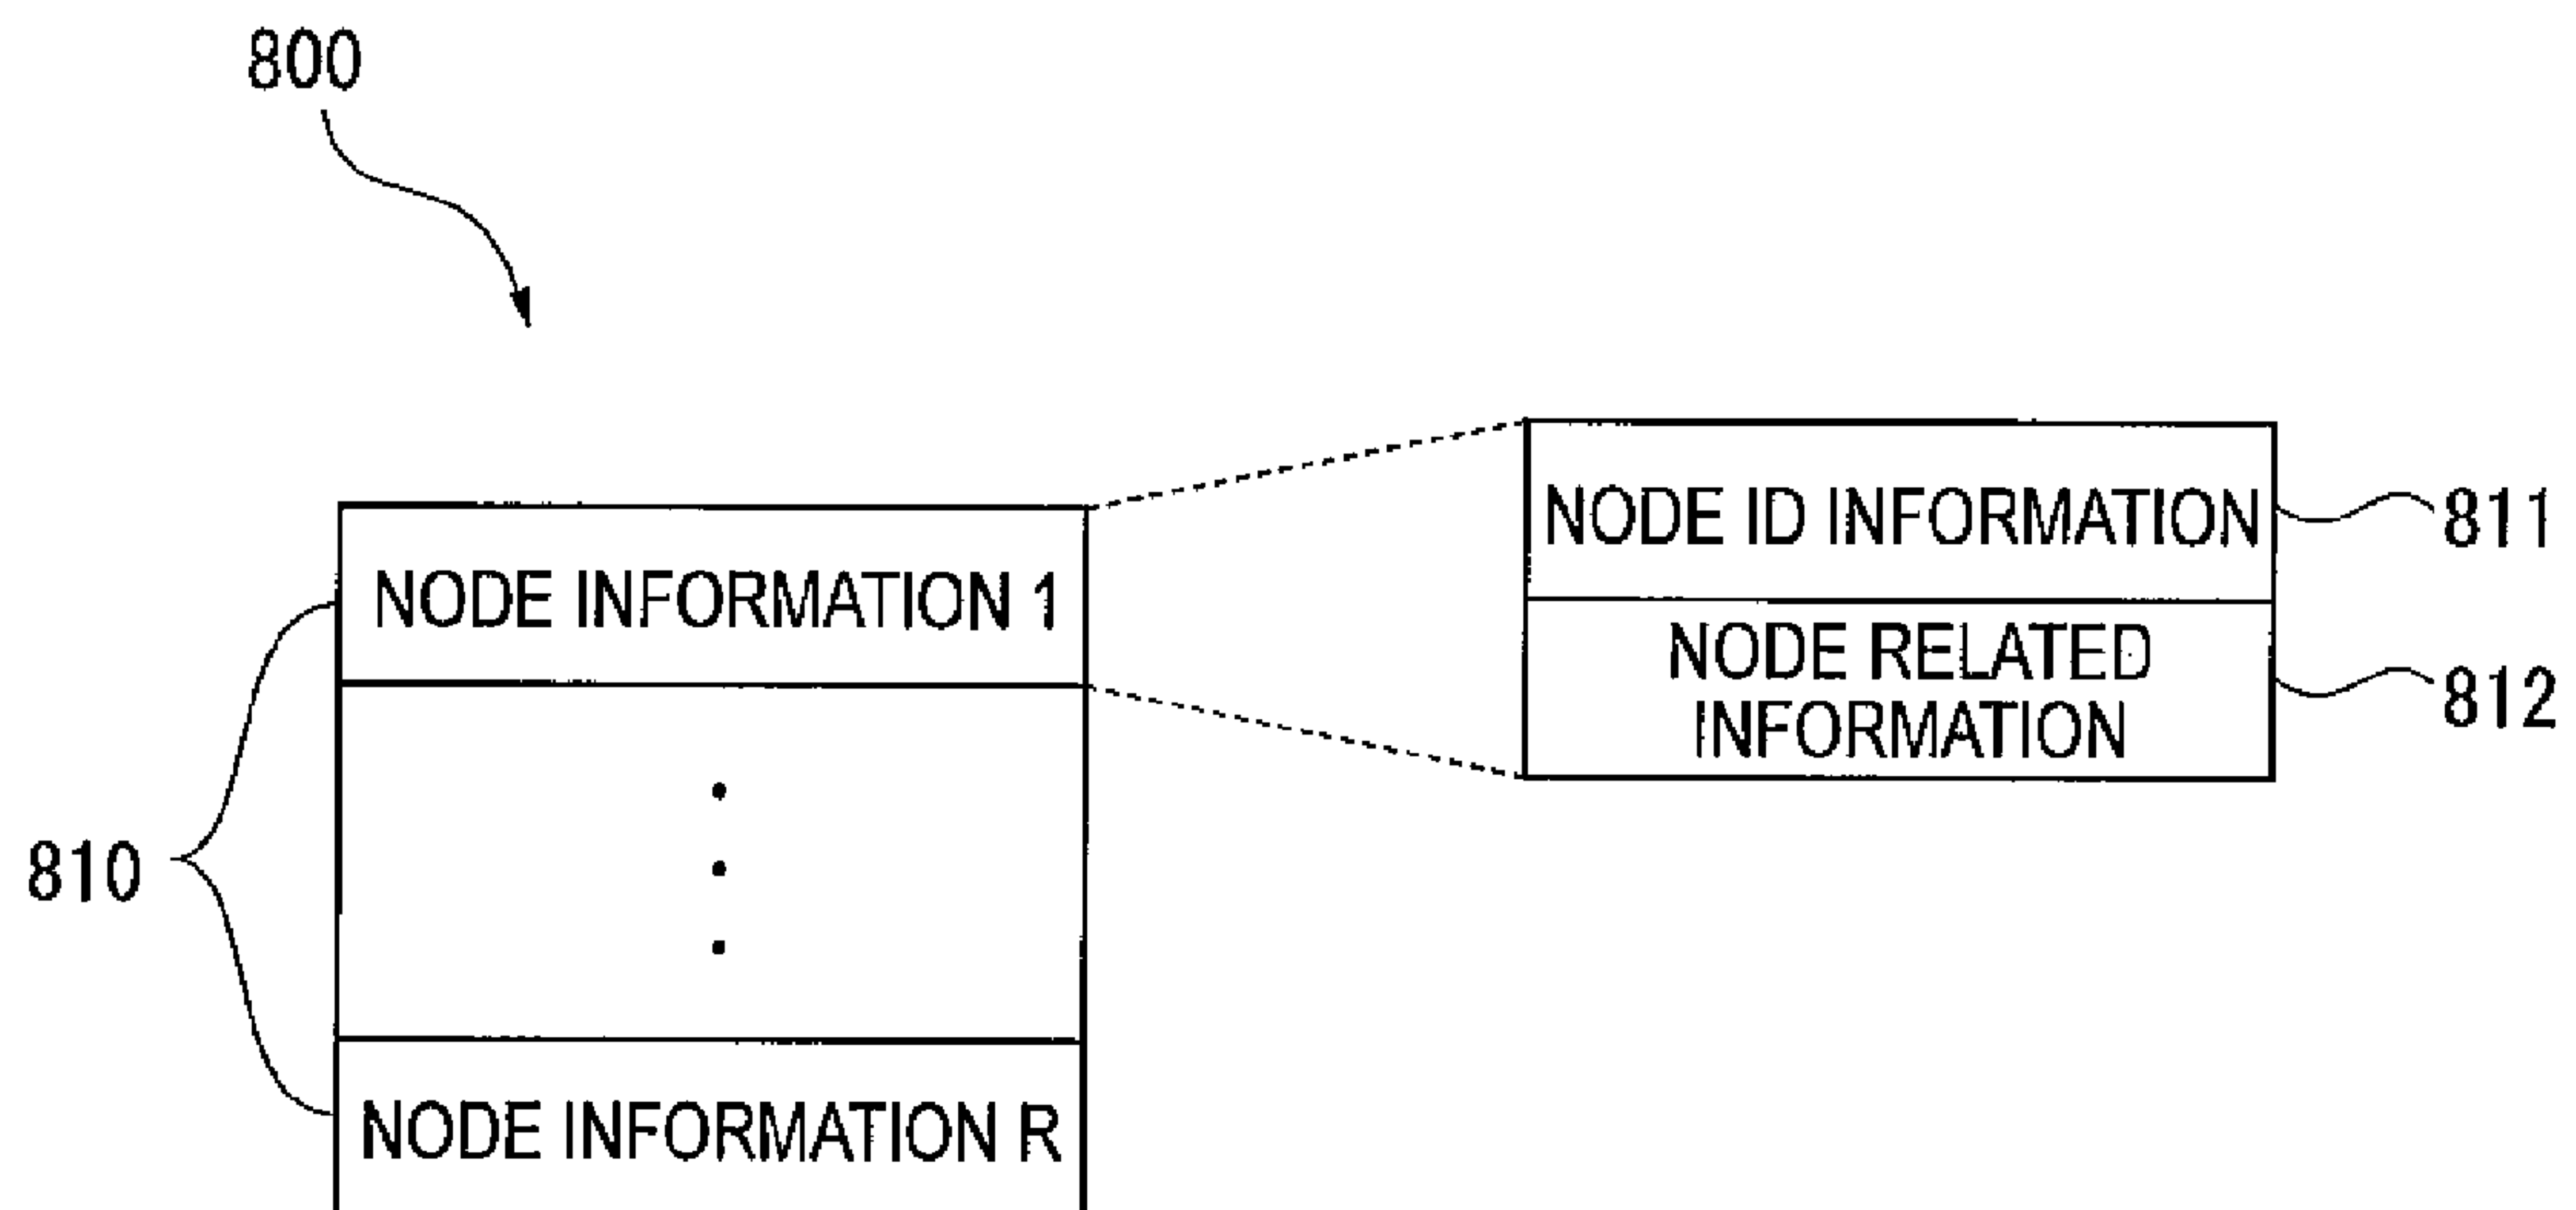 800
NODE ID INFORMATION
811
NODE INFORMATION 1
NODE RELATED
INFORMATION
812
810
NODE INFORMATION R